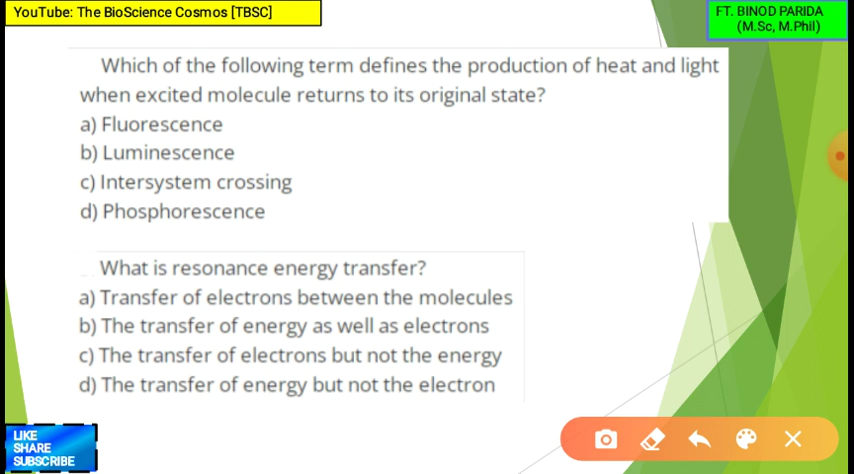 YouTube: The BioScience Cosmos [TBSC]
FT. BINOD PARIDA
(M.Sc, M.Phil)
Which of the following term defines the production of heat and light
when excited molecule returns to its original state?
a) Fluorescence
b) Luminescence
c) Intersystem crossing
d) Phosphorescence
What is resonance energy transfer?
a) Transfer of electrons between the molecules
b) The transfer of energy as well as electrons
c) The transfer of electrons but not the energy
d) The transfer of energy but not the electron
LIKE
SHARE
SUBSCRIBE